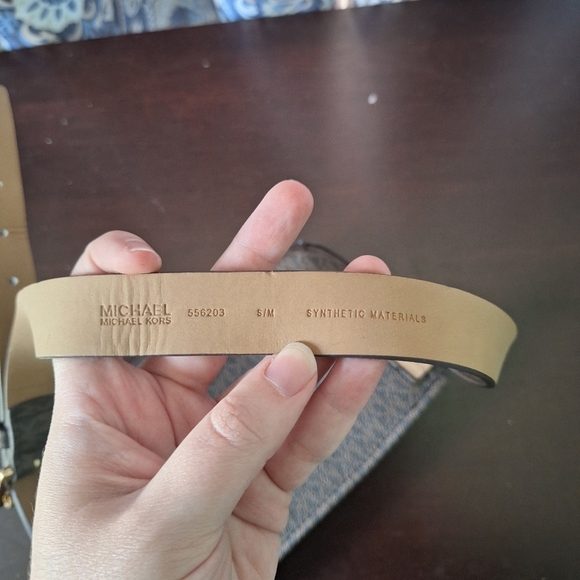 MICHAEL
MICHAEL KORS
556203 S/M SYNTHETIC MATERIALS